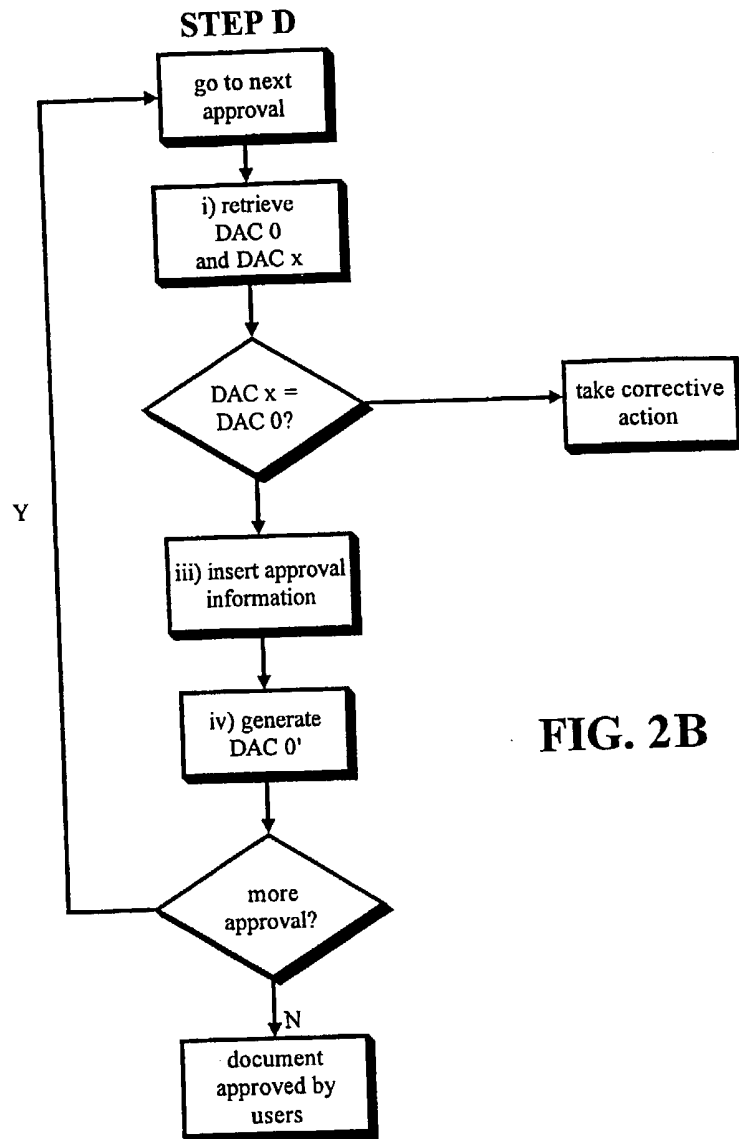 STEP D
go to next
approval
i) retrieve
DAC 0
and DAC x
DAC x =
DAC 0?
take corrective
action
Y
iii) insert approval
information
iv) generate
DAC 0'
FIG. 2B
more
approval?
N
document
approved by
users